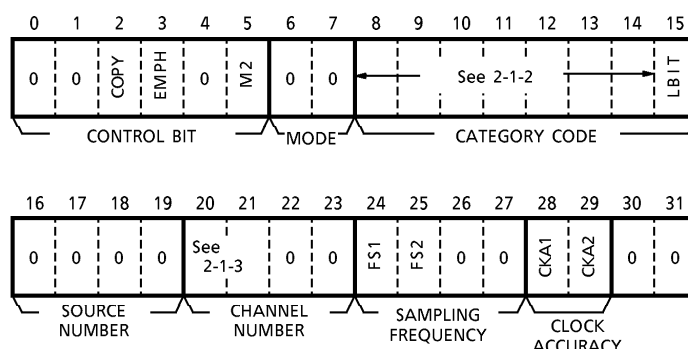 0 1 2 3 4 5 6 7 8 9 10 11 12 13 14 15
0 0 COPY EMPH 0 M2 0 0 See 2-1-2 LBIT
CONTROL BIT MODE CATEGORY CODE
16 17 18 19 20 21 22 23 24 25 26 27 28 29 30 31
0 0 0 0 See 2-1-3 0 0 FS1 FS2 0 0 CKA1 CKA2 0 0
SOURCE NUMBER CHANNEL NUMBER SAMPLING FREQUENCY CLOCK ACCURACY